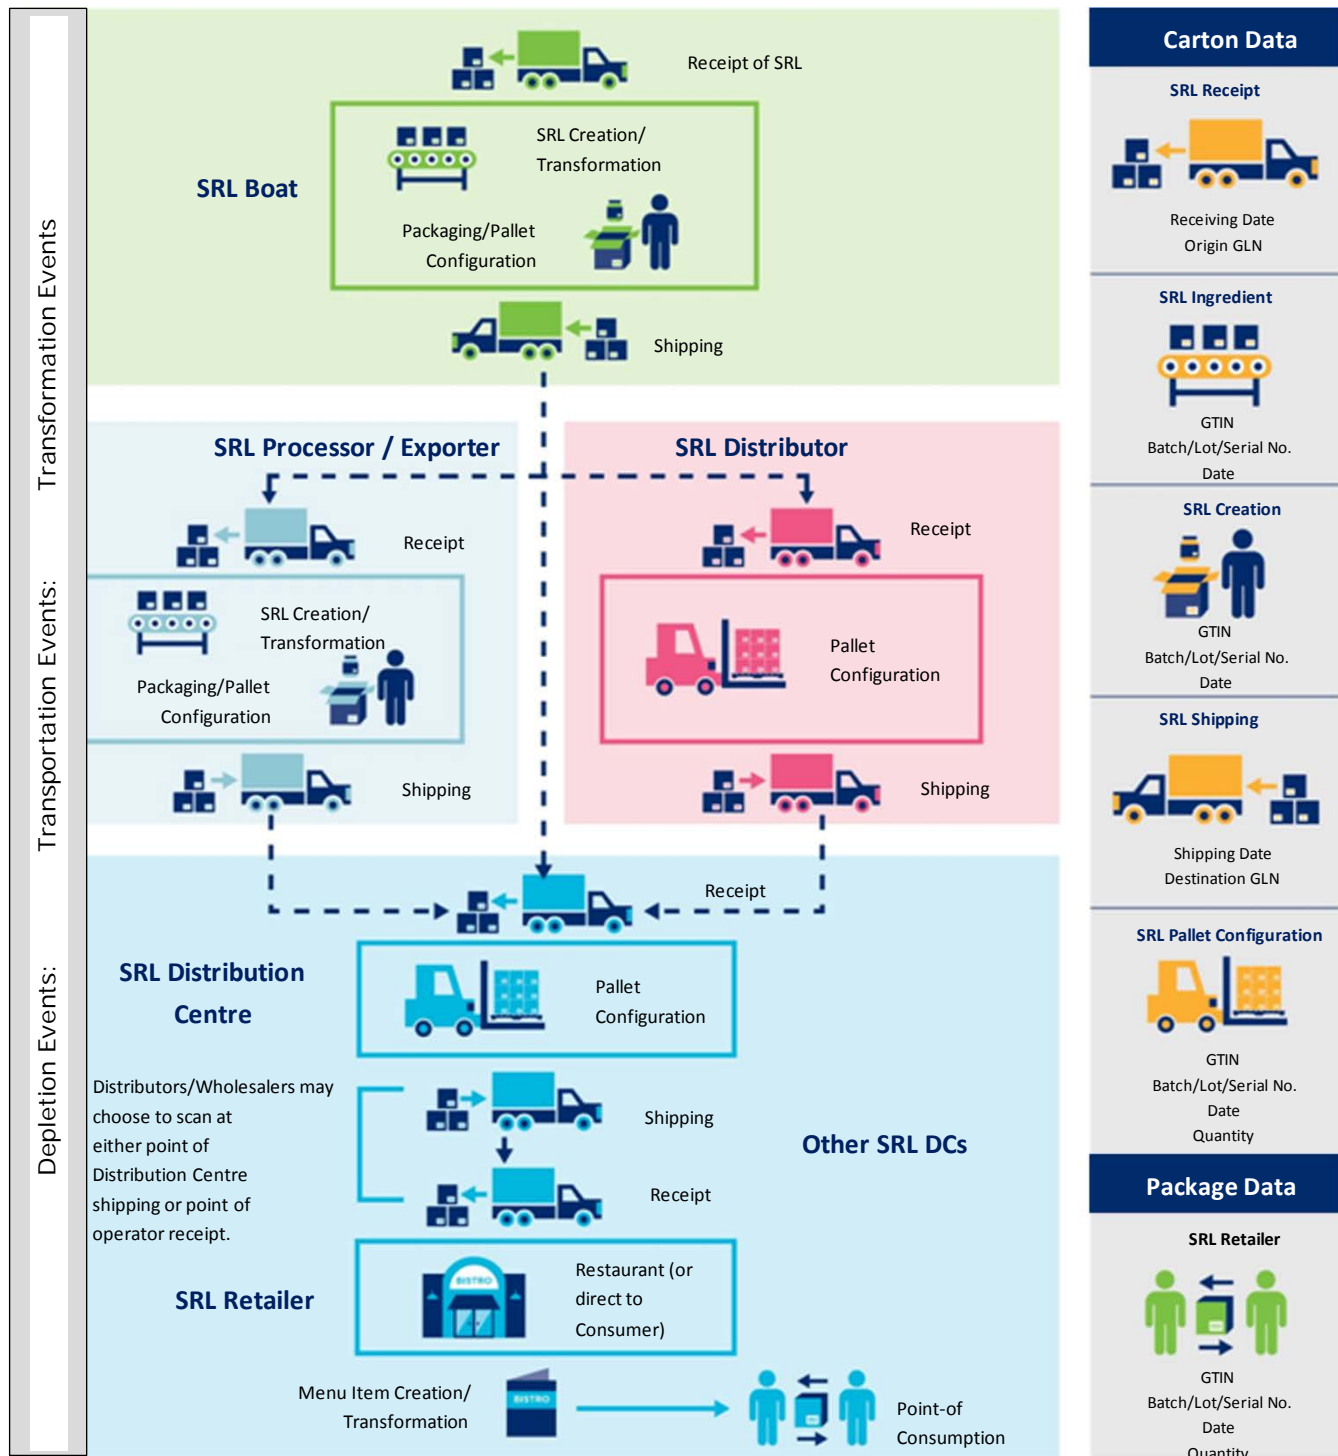 Transformation Events
Transportation Events:
Depletion Events:
Receipt of SRL
SRL Boat
SRL Creation/
Transformation
Packaging/Pallet
Configuration
Shipping
SRL Processor / Exporter
Receipt
SRL Creation/
Transformation
Packaging/Pallet
Configuration
Shipping
SRL Distributor
Receipt
Pallet
Configuration
Shipping
Receipt
SRL Distribution
Centre
Pallet
Configuration
Distributors/Wholesalers may
choose to scan at
either point of
Distribution Centre
shipping or point of
operator receipt.
Shipping
Receipt
Other SRL DCs
SRL Retailer
BISTRO
Restaurant (or
direct to
Consumer)
Menu Item Creation/
Transformation
BISTRO
Point-of
Consumption
Carton Data
SRL Receipt
Receiving Date
Origin GLN
SRL Ingredient
GTIN
Batch/Lot/Serial No.
Date
SRL Creation
GTIN
Batch/Lot/Serial No.
Date
SRL Shipping
Shipping Date
Destination GLN
SRL Pallet Configuration
GTIN
Batch/Lot/Serial No.
Date
Quantity
Package Data
SRL Retailer
GTIN
Batch/Lot/Serial No.
Date
Quantity